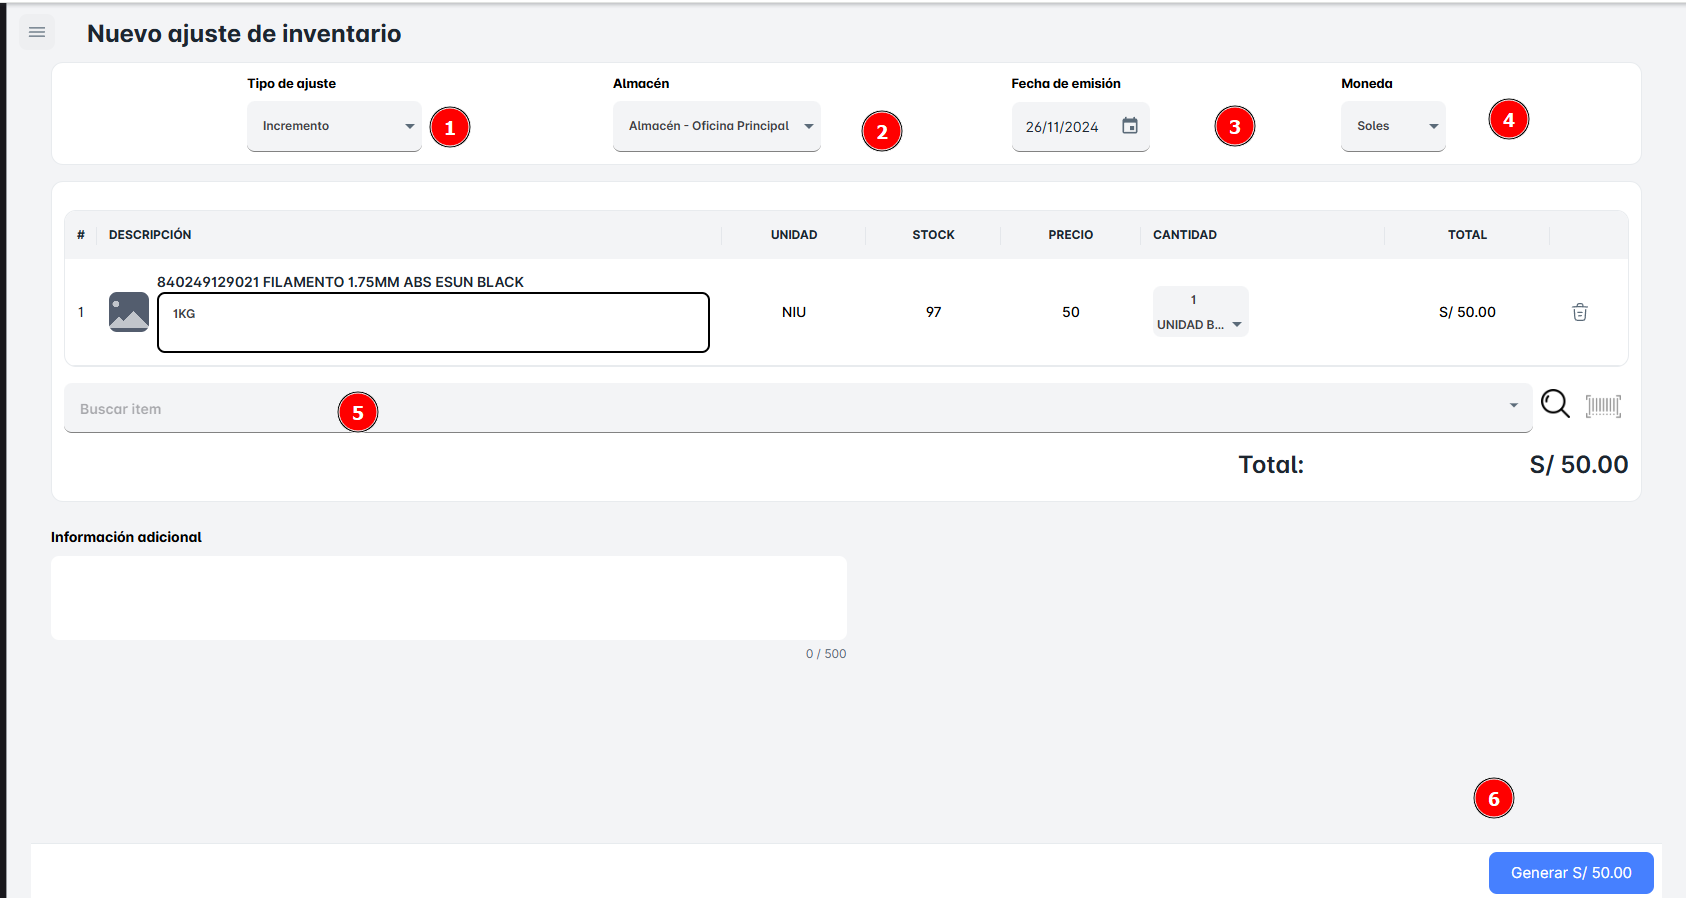 Nuevo ajuste de inventario
Tipo de ajuste
Almacén
Fecha de emisión
Moneda
Incremento
1
Almacén - Oficina Principal
2
26/11/2024
3
Soles
4
# DESCRIPCIÓN UNIDAD STOCK PRECIO CANTIDAD TOTAL
840249129021 FILAMENTO 1.75MM ABS ESUN BLACK
1 1KG NIU 97 50 1 S/ 50.00
UNIDAD B...
Buscar item
5
Total: S/ 50.00
Información adicional
0 / 500
6
Generar S/ 50.00